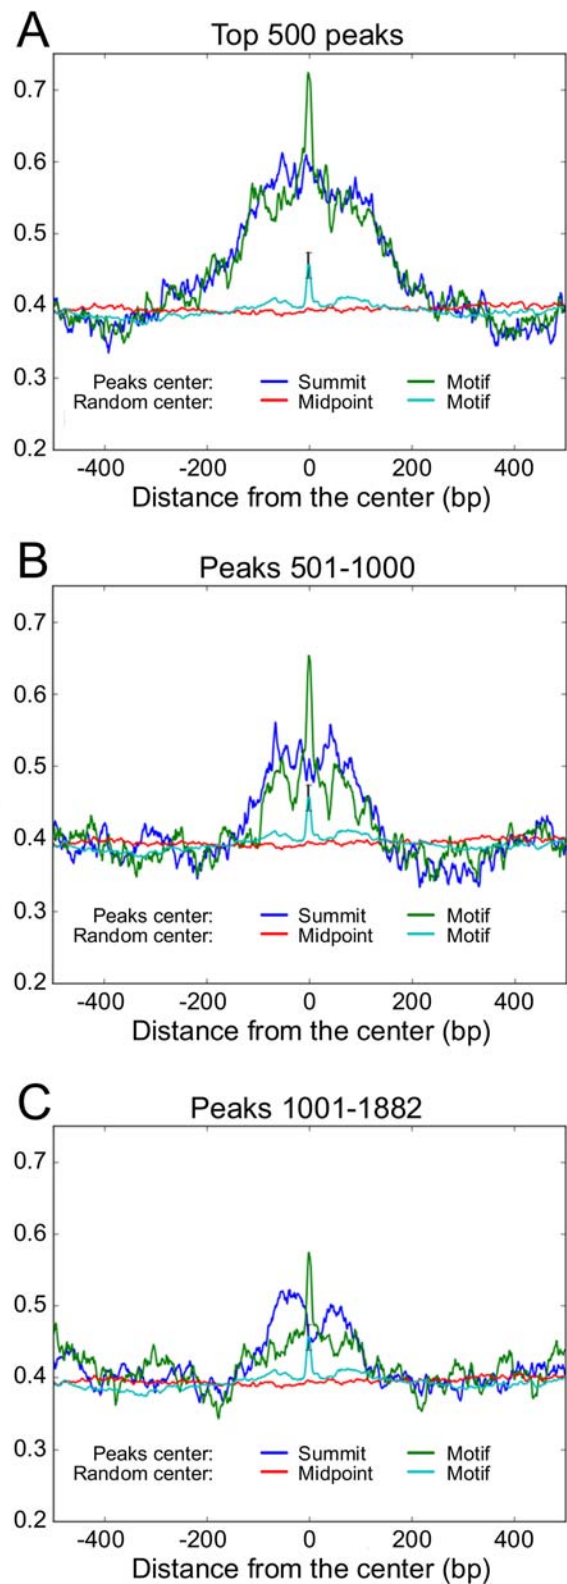 A
Top 500 peaks
0.7
0.6
0.5
0.4
0.3
0.2
Peaks center: Summit Motif
Random center: Midpoint Motif
-400 -200 0 200 400
Distance from the center (bp)
B
Peaks 501-1000
0.7
0.6
0.5
0.4
0.3
0.2
Peaks center: Summit Motif
Random center: Midpoint Motif
-400 -200 0 200 400
Distance from the center (bp)
C
Peaks 1001-1882
0.7
0.6
0.5
0.4
0.3
0.2
Peaks center: Summit Motif
Random center: Midpoint Motif
-400 -200 0 200 400
Distance from the center (bp)